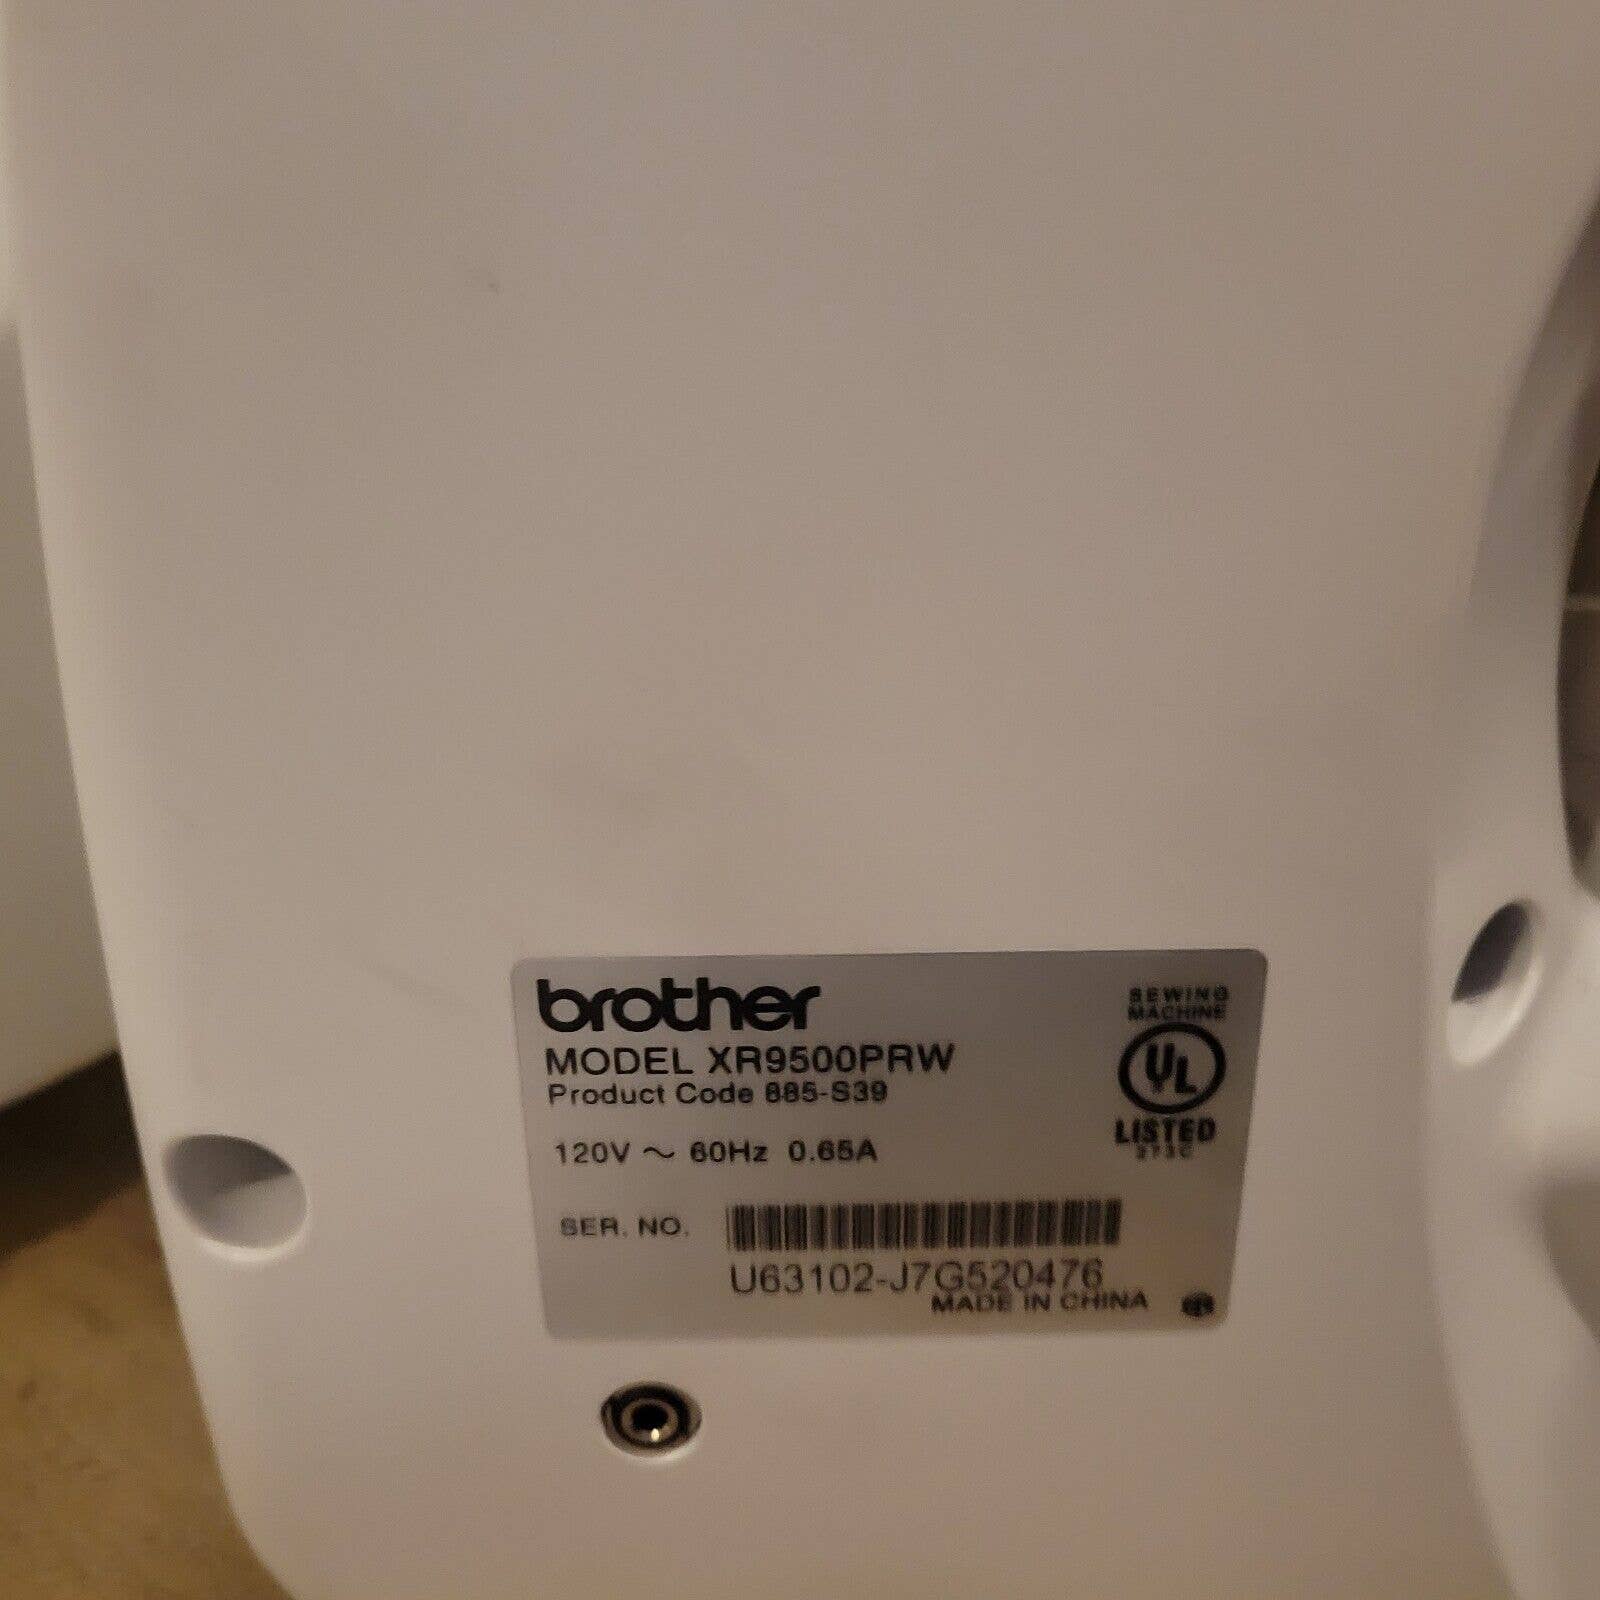 brother
MODEL XR9500PRW
Product Code 885-S39
120V ~ 60Hz 0.65A
SEWING
MACHINE
UL
LISTED
273C
SER. NO.
U63102-J7G520476
MADE IN CHINA